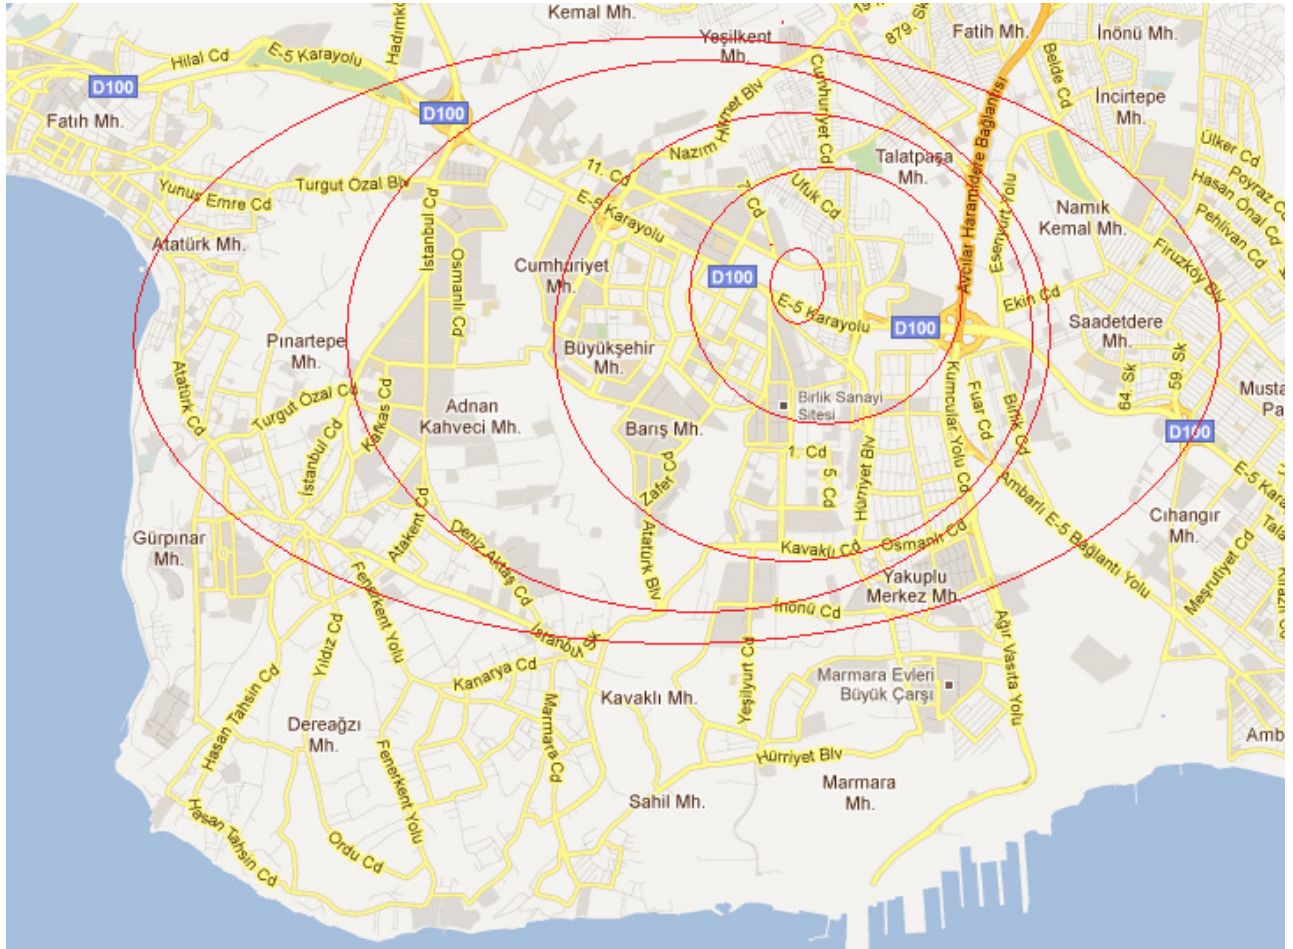 Kemal Mh.
Yeşilkent
Mh.
879. Sk
Fatih Mh.
İnönü Mh.
Hilal Cd
E-5 Karayolu
D100
Fatıh Mh.
D100
Nazım Hikmet Blv
Cumhuriyet Cd
Avcılar Haramidere Bağlantısı
Belde Cd
İncirtepe
Mh.
Ülker Cd
Talatpaşa
Mh.
11. Cd
7. Cd
Ufuk Cd
Yunus Emre Cd
Turgut Özal Blv
E-5 Karayolu
Esenyurt Yolu
Namık
Kemal Mh.
Hasan Önal Cd
Pehlivan Cd
Firuzköy Blv
Atatürk Mh.
İstanbul Cd
Osmanlı Cd
Cumhuriyet
Mh.
D100
E-5 Karayolu
D100
Ekin Cd
Saadetdere
Mh.
Pınartepe
Mh.
Büyükşehir
Mh.
64. Sk
59. Sk
Atatürk Cd
Turgut Özal Cd
Kafkas Cd
İstanbul Cd
Adnan
Kahveci Mh.
Barış Mh.
Birlik Sanayi
Sitesi
Kumcular Yolu Cd
Fuar Cd
Birlik Cd
D100
1. Cd
5. Cd
Hürriyet Blv
Zafer Cd
Atatürk Blv
Ambarlı E-5 Bağlantı Yolu
Cıhangır
Mh.
Meşrutiyet Cd
Gürpınar
Mh.
Atakent Cd
Deniz Aktaş Cd
Kavaklı Cd
Osmanlı Cd
Yakuplu
Merkez Mh.
Fenerkent Yolu
Yıldız Cd
İnönü Cd
Ağır Vasıta Yolu
Kanarya Cd
Hasan Tahsin Cd
Dereağzı
Mh.
Marmara Cd
Kavaklı Mh.
Yeşilyurt Cd
Marmara Evleri
Büyük Çarşı
Fenerkent Yolu
Hürriyet Blv
Sahil Mh.
Marmara
Mh.
Hasan Tahsin Cd
Ordu Cd